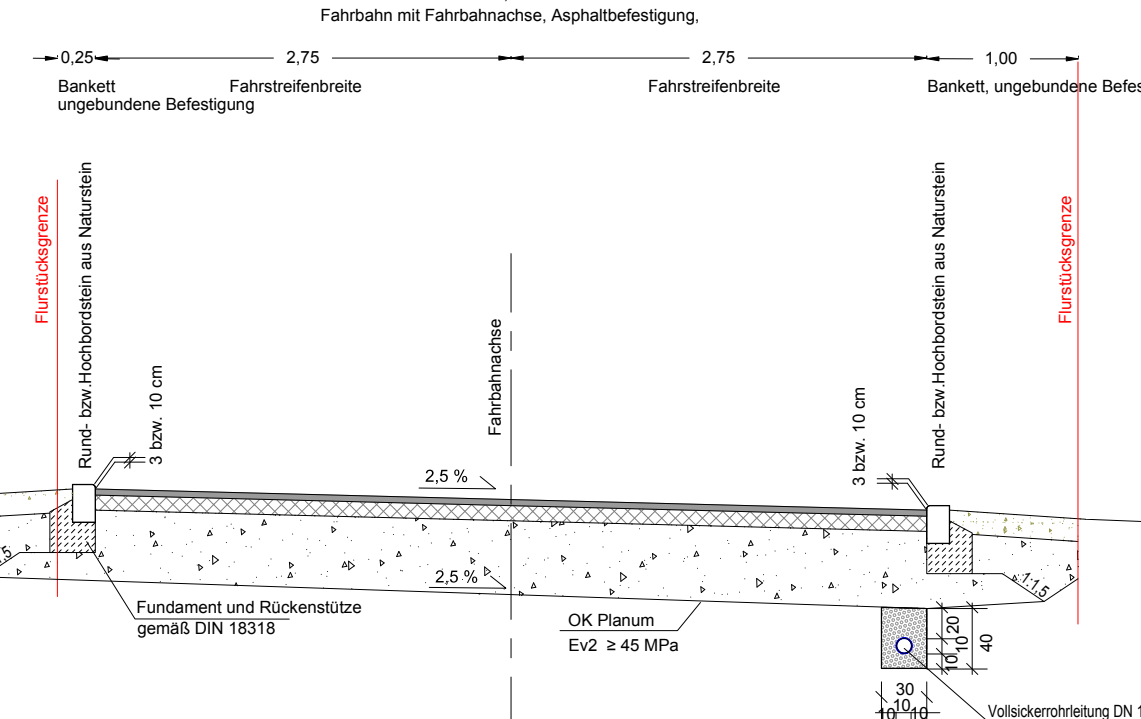 Fahrbahn mit Fahrbahnachse, Asphaltbefestigung,
0,25
2,75
2,75
1,00
Bankett
ungebundene Befestigung
Fahrstreifenbreite
Fahrstreifenbreite
Bankett, ungebundene Befes
Flurstücksgrenze
Rund- bzw.Hochbordstein aus Naturstein
3 bzw. 10 cm
Fahrbahnachse
3 bzw. 10 cm
Rund- bzw.Hochbordstein aus Naturstein
Flurstücksgrenze
2,5 %
2,5 %
1:1,5
Fundament und Rückenstütze
gemäß DIN 18318
OK Planum
Ev2 ≥ 45 MPa
20
10
10
40
30
10
10
10
Vollsickerrohrleitung DN 1